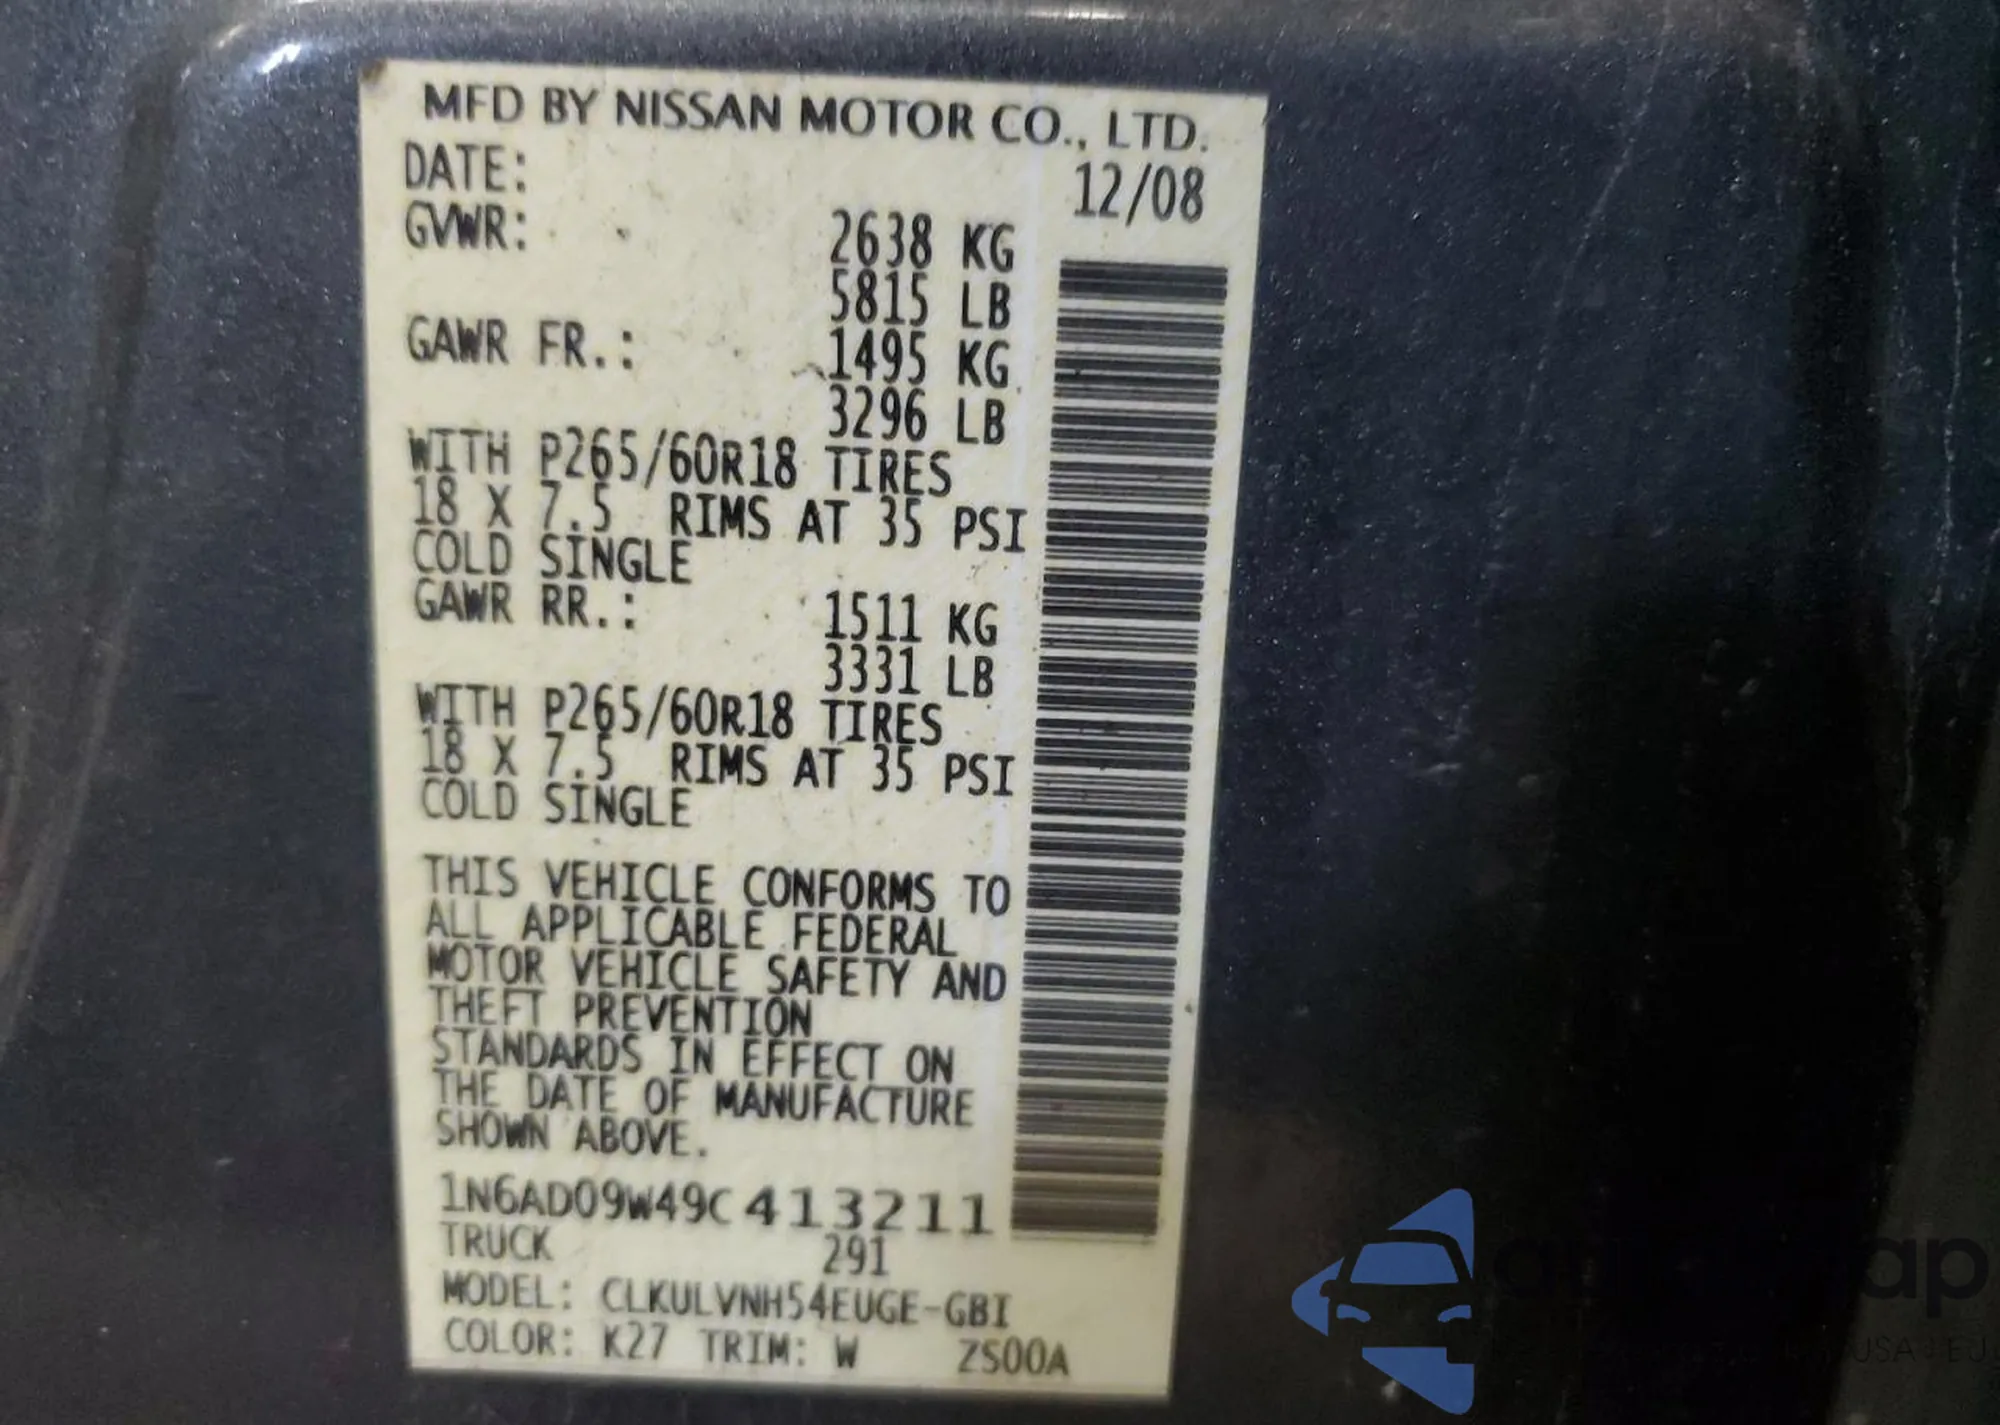 MFD BY NISSAN MOTOR CO., LTD.
DATE: 12/08
GVWR: 2638 KG
5815 LB
GAWR FR.: 1495 KG
3296 LB
WITH P265/60R18 TIRES
18 X 7.5 RIMS AT 35 PSI
COLD SINGLE
GAWR RR.: 1511 KG
3331 LB
WITH P265/60R18 TIRES
18 X 7.5 RIMS AT 35 PSI
COLD SINGLE
THIS VEHICLE CONFORMS TO
ALL APPLICABLE FEDERAL
MOTOR VEHICLE SAFETY AND
THEFT PREVENTION
STANDARDS IN EFFECT ON
THE DATE OF MANUFACTURE
SHOWN ABOVE.
1N6AD09W49C413211
TRUCK 291
MODEL: CLKULVNH54EUGE-GBI
COLOR: K27 TRIM: W ZS00A
USA EU